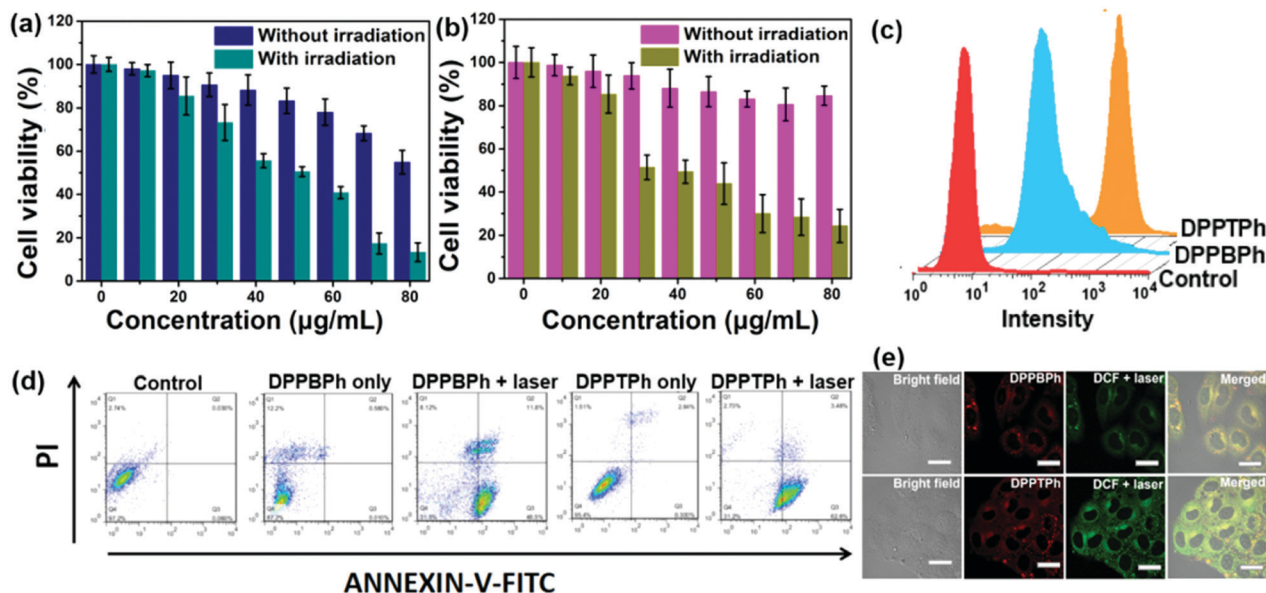 (a)
Without irradiation
With irradiation
Cell viability (%)
120
100
80
60
40
20
0
0 20 40 60 80
Concentration (μg/mL)
(b)
Without irradiation
With irradiation
Cell viability (%)
120
100
80
60
40
20
0
0 20 40 60 80
Concentration (μg/mL)
(c)
DPPTPh
DPPBPh
Control
10⁰ 10¹ 10² 10³ 10⁴
Intensity
(d)
PI
Control
DPPBPh only
DPPBPh + laser
DPPTPh only
DPPTPh + laser
ANNEXIN-V-FITC
(e)
Bright field
DPPBPh
DCF + laser
Merged
Bright field
DPPTPh
DCF + laser
Merged